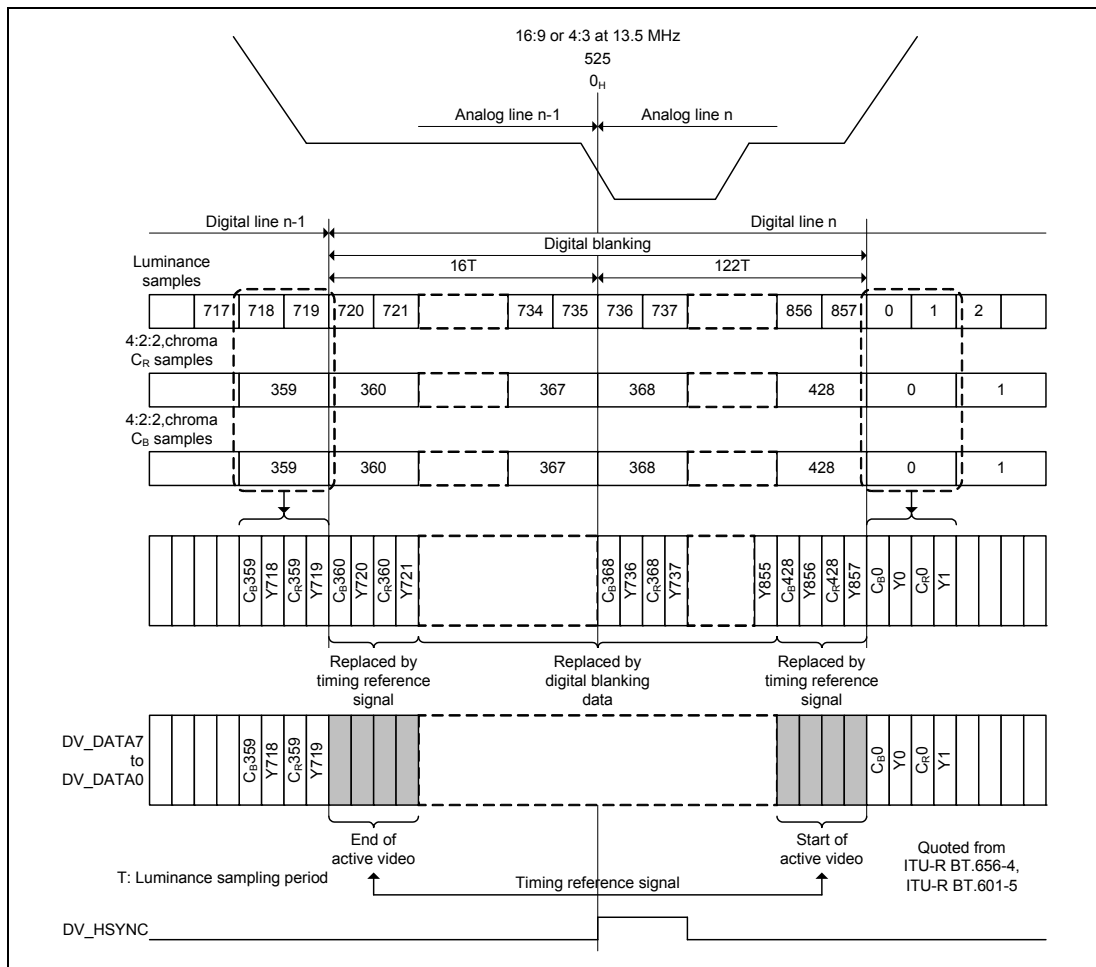 16:9 or 4:3 at 13.5 MHz
525
0H
Analog line n-1 Analog line n
Digital line n-1 Digital line n
Digital blanking
16T 122T
Luminance
samples
717 718 719 720 721 734 735 736 737 856 857 0 1 2
4:2:2,chroma
CR samples
359 360 367 368 428 0 1
4:2:2,chroma
CB samples
359 360 367 368 428 0 1
CB359 Y718 CR359 Y719 CB360 Y720 CR360 Y721 CB368 Y736 CR368 Y737 Y855 CB428 Y856 CR428 Y857 CB0 Y0 CR0 Y1
Replaced by
timing reference
signal
Replaced by
digital blanking
data
Replaced by
timing reference
signal
DV_DATA7
to
DV_DATA0
CB359 Y718 CR359 Y719 CB0 Y0 CR0 Y1
End of
active video
Start of
active video
Quoted from
ITU-R BT.656-4,
ITU-R BT.601-5
T: Luminance sampling period
Timing reference signal
DV_HSYNC